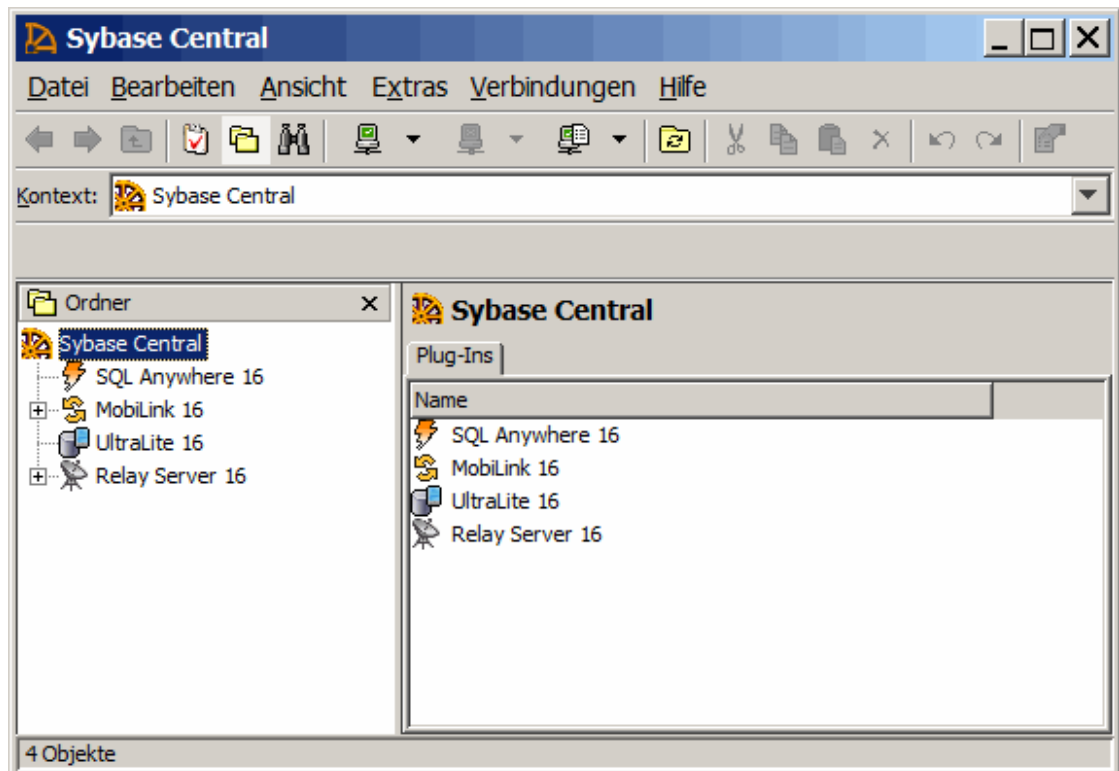 Sybase Central
Datei Bearbeiten Ansicht Extras Verbindungen Hilfe
Kontext: Sybase Central
Ordner
Sybase Central
SQL Anywhere 16
MobiLink 16
UltraLite 16
Relay Server 16
Sybase Central
Plug-Ins
Name
SQL Anywhere 16
MobiLink 16
UltraLite 16
Relay Server 16
4 Objekte